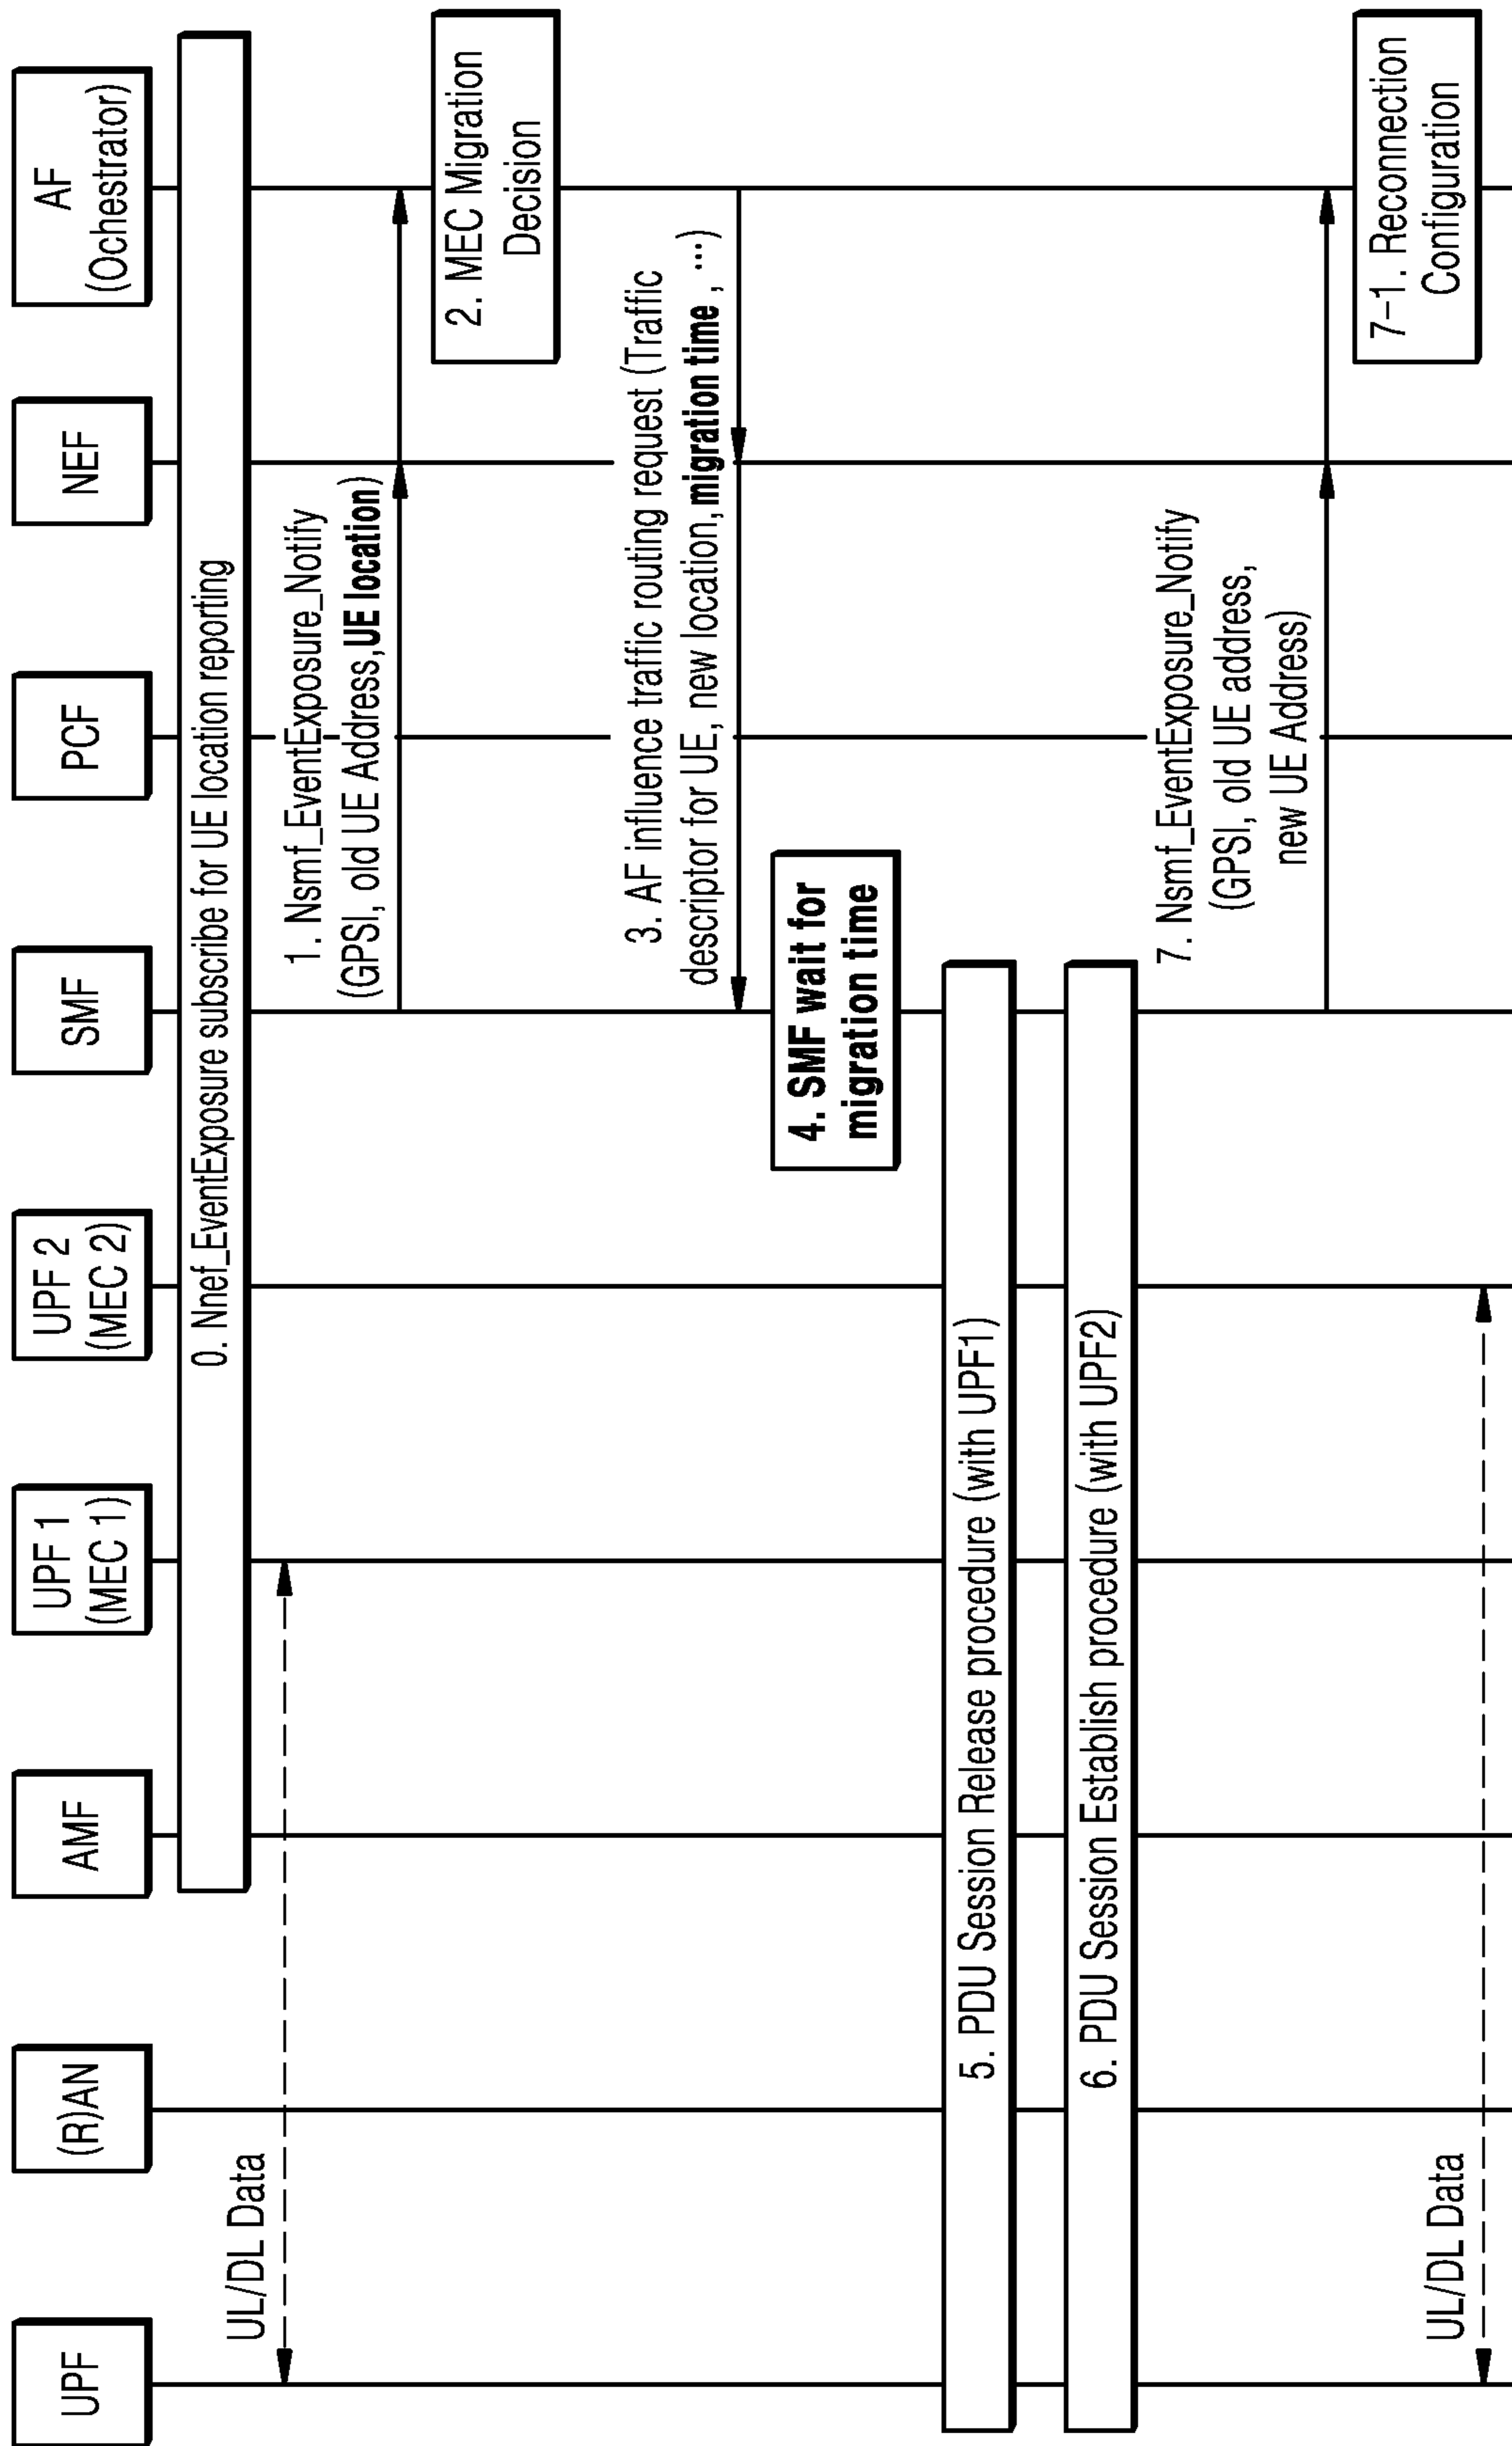 UPF
(R)AN
AMF
UPF 1
(MEC 1)
UPF 2
(MEC 2)
SMF
PCF
NEF
AF
(Ochestrator)
0. Nnef_EventExposure subscribe for UE location reporting
UL/DL Data
1. Nsmf_EventExposure_Notify
(GPSI, old UE Address, UE location)
2. MEC Migration
Decision
3. AF influence traffic routing request (Traffic
descriptor for UE, new location, migration time, ...)
4. SMF wait for
migration time
5. PDU Session Release procedure (with UPF1)
6. PDU Session Establish procedure (with UPF2)
7. Nsmf_EventExposure_Notify
(GPSI, old UE address,
new UE Address)
7-1. Reconnection
Configuration
UL/DL Data